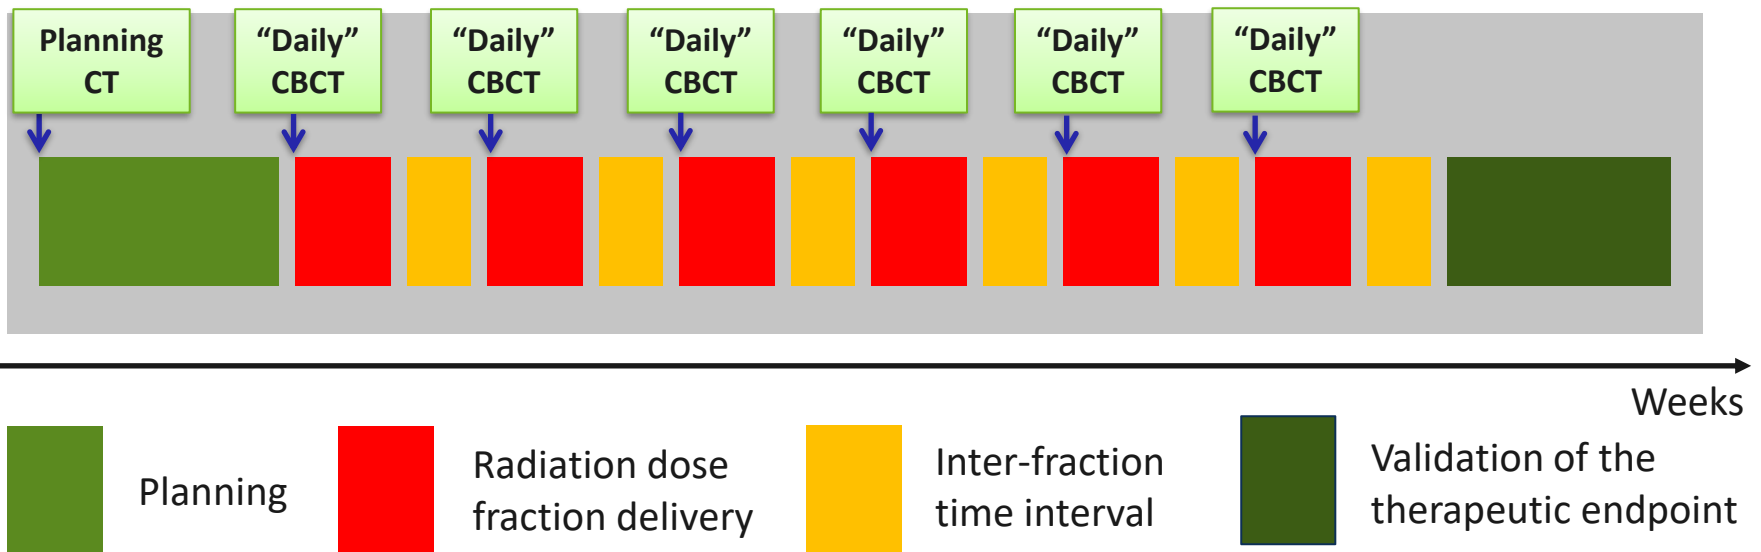 Planning
CT
“Daily”
CBCT
“Daily”
CBCT
“Daily”
CBCT
“Daily”
CBCT
“Daily”
CBCT
“Daily”
CBCT
Weeks
Planning
Radiation dose
fraction delivery
Inter-fraction
time interval
Validation of the
therapeutic endpoint